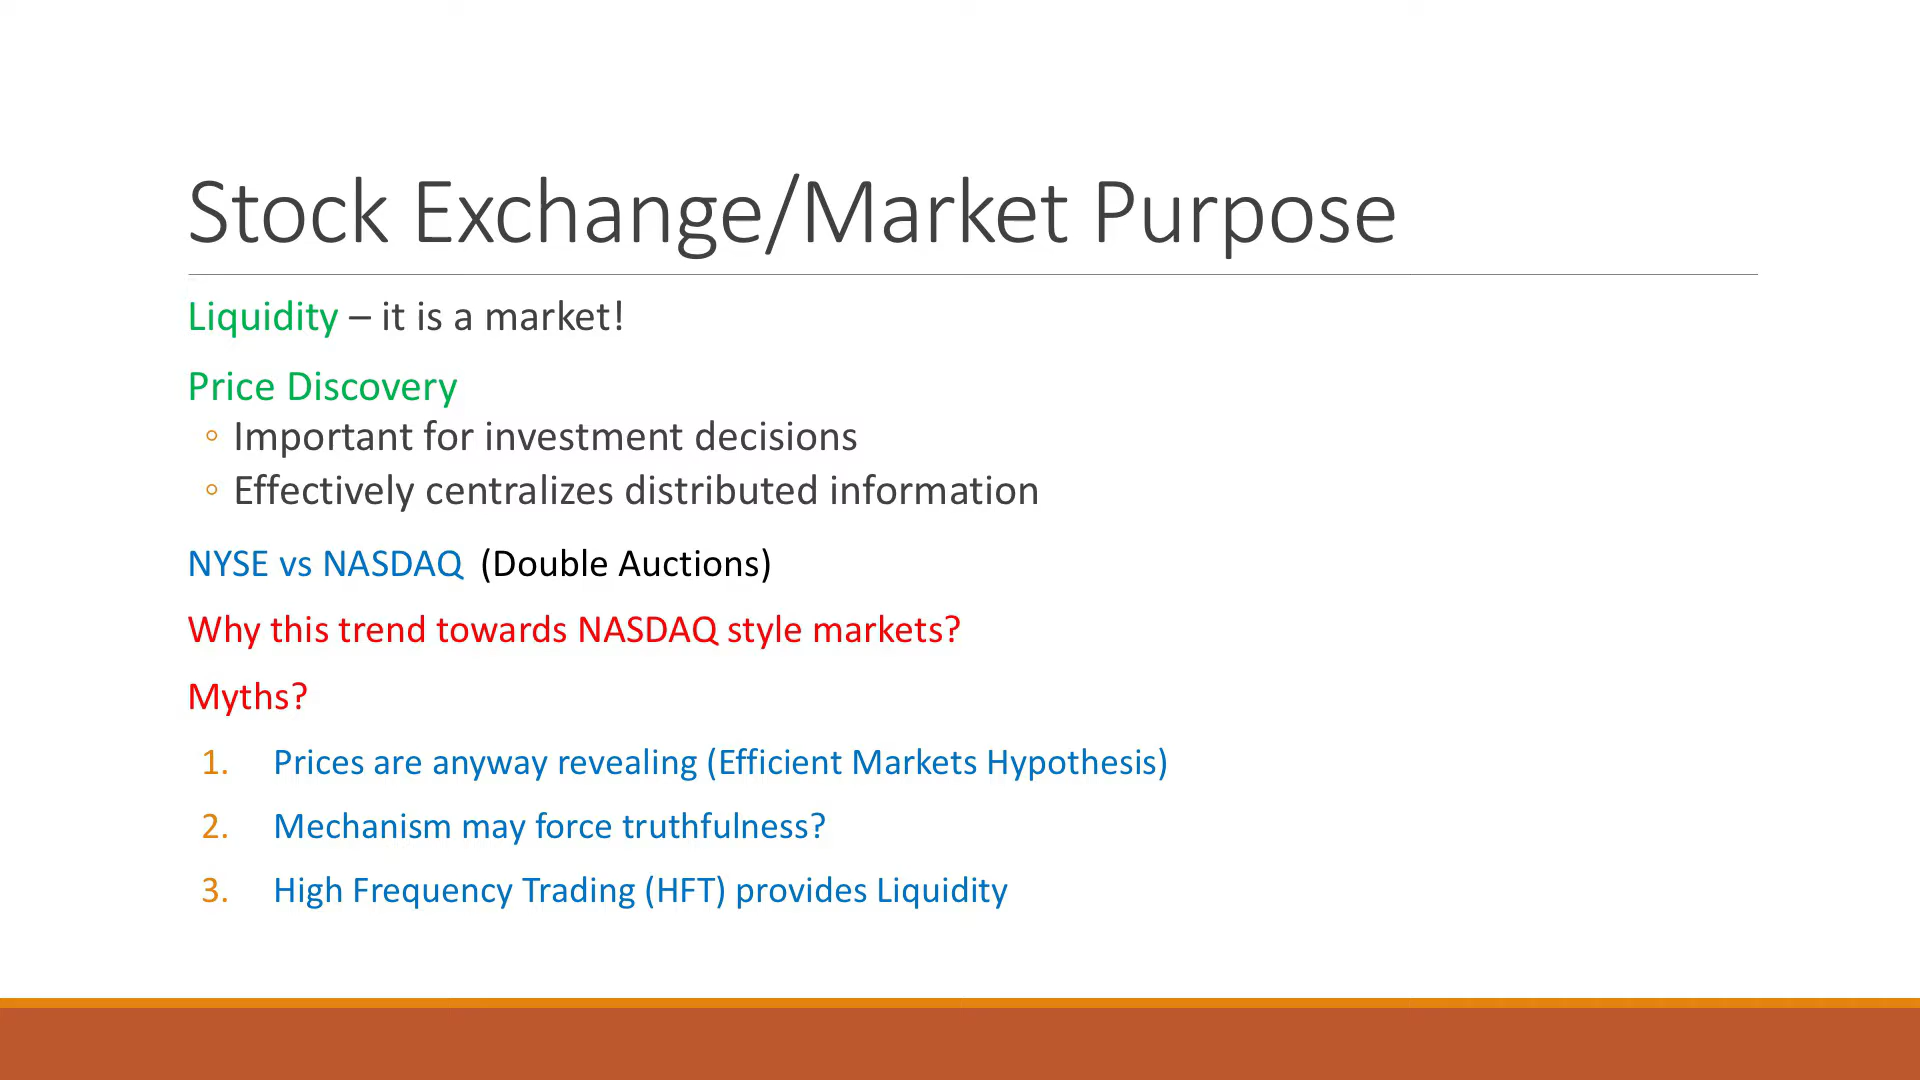 Stock Exchange/Market Purpose
Liquidity – it is a market!
Price Discovery
◦ Important for investment decisions
◦ Effectively centralizes distributed information
NYSE vs NASDAQ (Double Auctions)
Why this trend towards NASDAQ style markets?
Myths?
1. Prices are anyway revealing (Efficient Markets Hypothesis)
2. Mechanism may force truthfulness?
3. High Frequency Trading (HFT) provides Liquidity